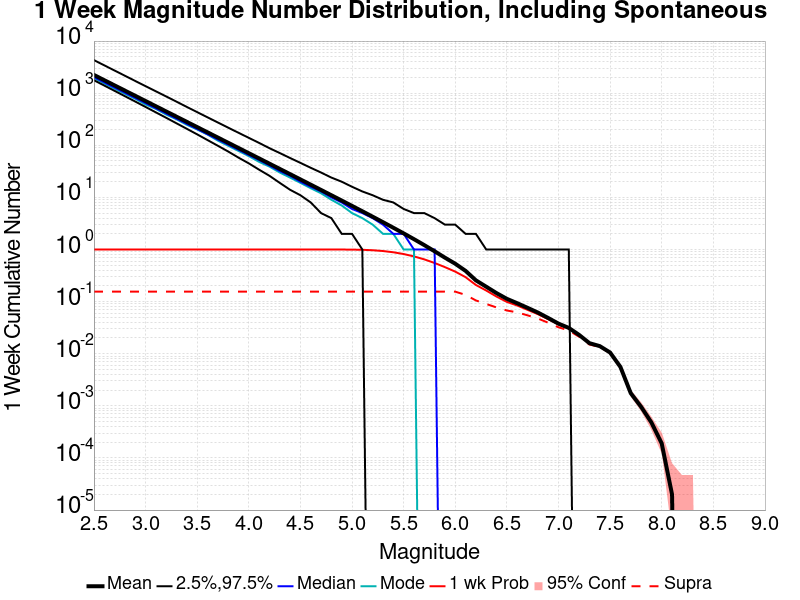 1 Week Magnitude Number Distribution, Including Spontaneous
1 Week Cumulative Number
10^4
10^3
10^2
10^1
10^0
10^-1
10^-2
10^-3
10^-4
10^-5
2.5 3.0 3.5 4.0 4.5 5.0 5.5 6.0 6.5 7.0 7.5 8.0 8.5 9.0
Magnitude
Mean 2.5%,97.5% Median Mode 1 wk Prob 95% Conf Supra